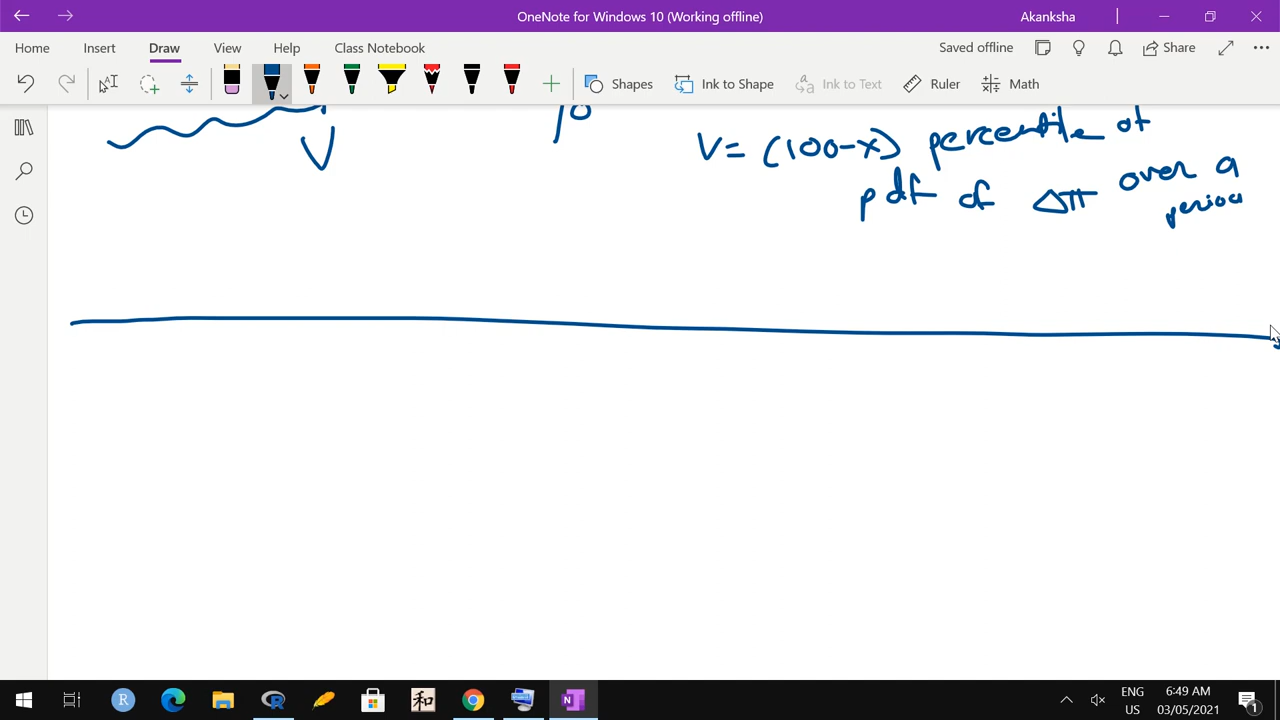 OneNote for Windows 10 (Working offline)
Akanksha
Home Insert Draw View Help Class Notebook
Saved offline
Share
Shapes
Ink to Shape
Ink to Text
Ruler
Math
V
V= (100-x) percentile of
pdf of Δπ over a
period
ENG
US
6:49 AM
03/05/2021
1